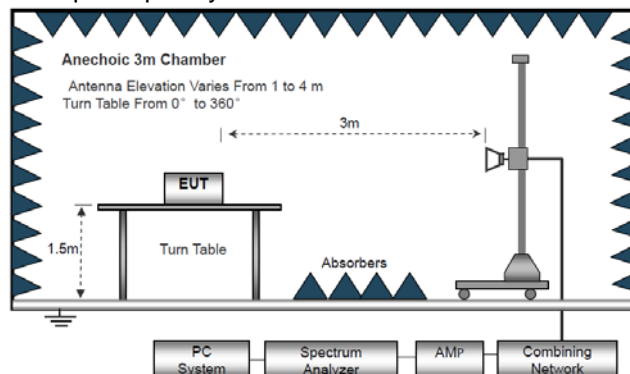 Anechoic 3m Chamber
Antenna Elevation Varies From 1 to 4 m
Turn Table From 0° to 360°
3m
EUT
1.5m
Turn Table
Absorbers
PC
System
Spectrum
Analyzer
AMP
Combining
Network